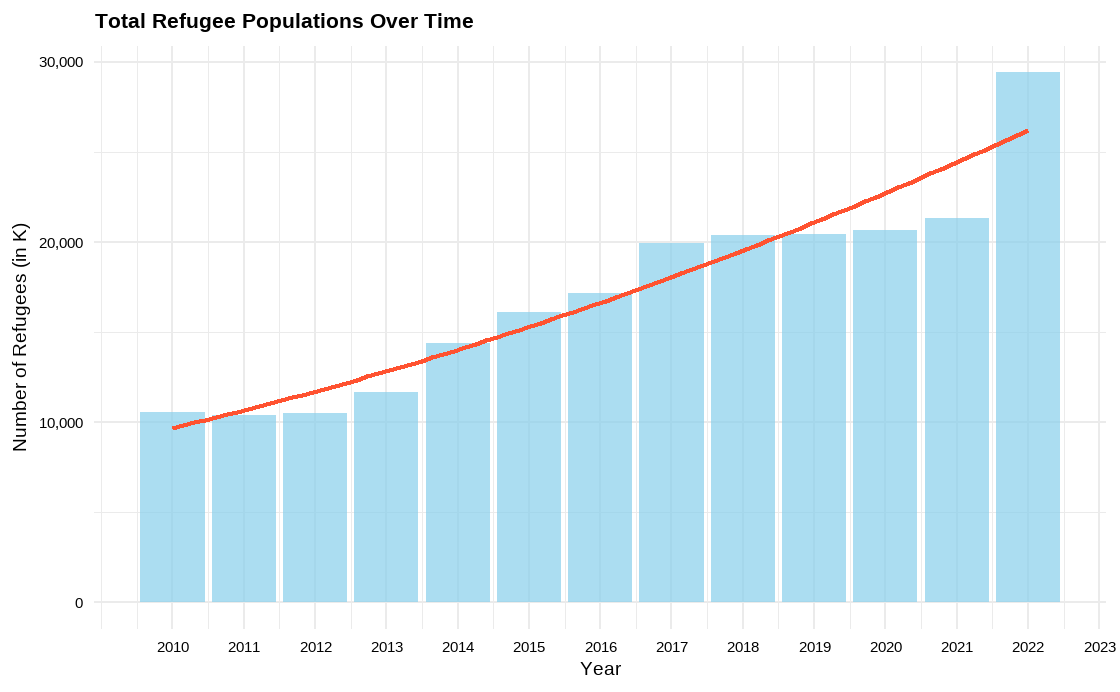 Total Refugee Populations Over Time
Number of Refugees (in K)
30,000
20,000
10,000
0
2010 2011 2012 2013 2014 2015 2016 2017 2018 2019 2020 2021 2022 2023
Year